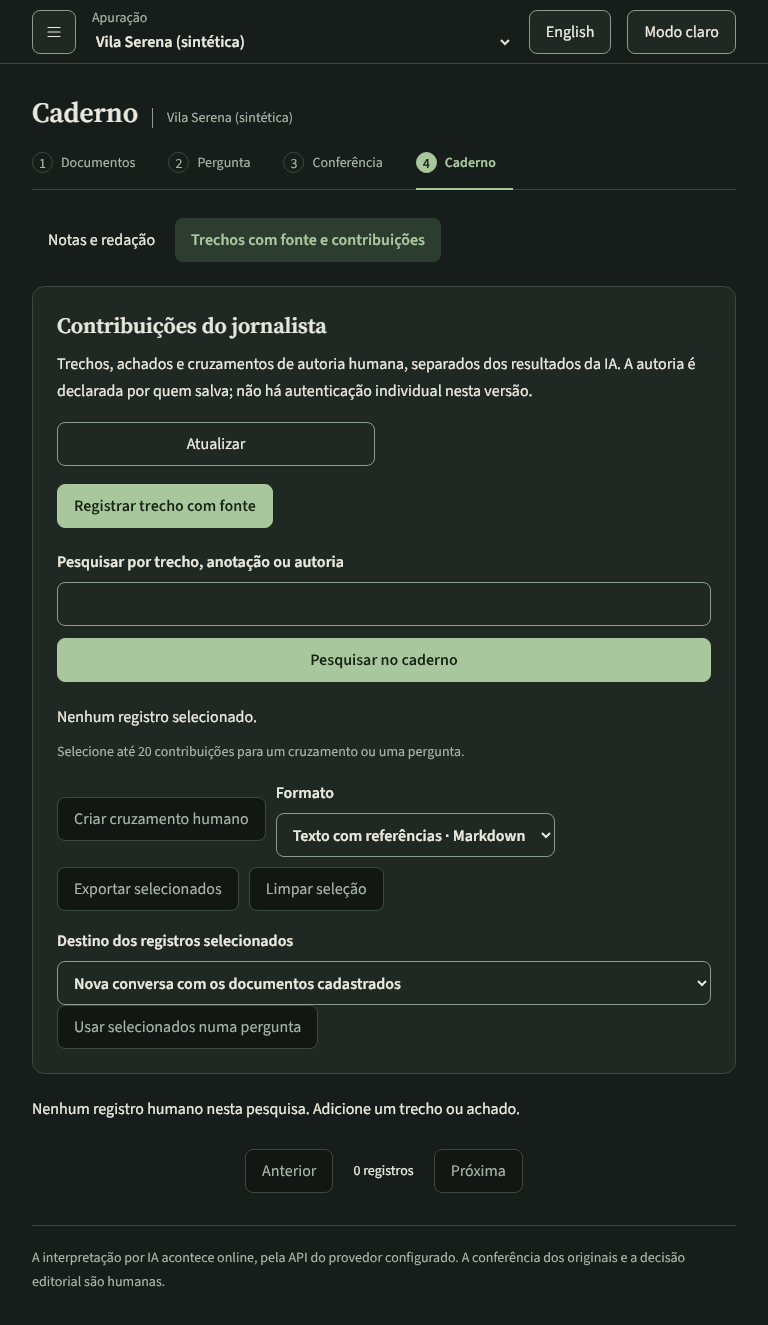 Apuração
Vila Serena (sintética)
English
Modo claro
Caderno
Vila Serena (sintética)
1 Documentos
2 Pergunta
3 Conferência
4 Caderno
Notas e redação
Trechos com fonte e contribuições
Contribuições do jornalista
Trechos, achados e cruzamentos de autoria humana, separados dos resultados da IA. A autoria é
declarada por quem salva; não há autenticação individual nesta versão.
Atualizar
Registrar trecho com fonte
Pesquisar por trecho, anotação ou autoria
Pesquisar no caderno
Nenhum registro selecionado.
Selecione até 20 contribuições para um cruzamento ou uma pergunta.
Criar cruzamento humano
Formato
Texto com referências · Markdown
Exportar selecionados
Limpar seleção
Destino dos registros selecionados
Nova conversa com os documentos cadastrados
Usar selecionados numa pergunta
Nenhum registro humano nesta pesquisa. Adicione um trecho ou achado.
Anterior
0 registros
Próxima
A interpretação por IA acontece online, pela API do provedor configurado. A conferência dos originais e a decisão
editorial são humanas.